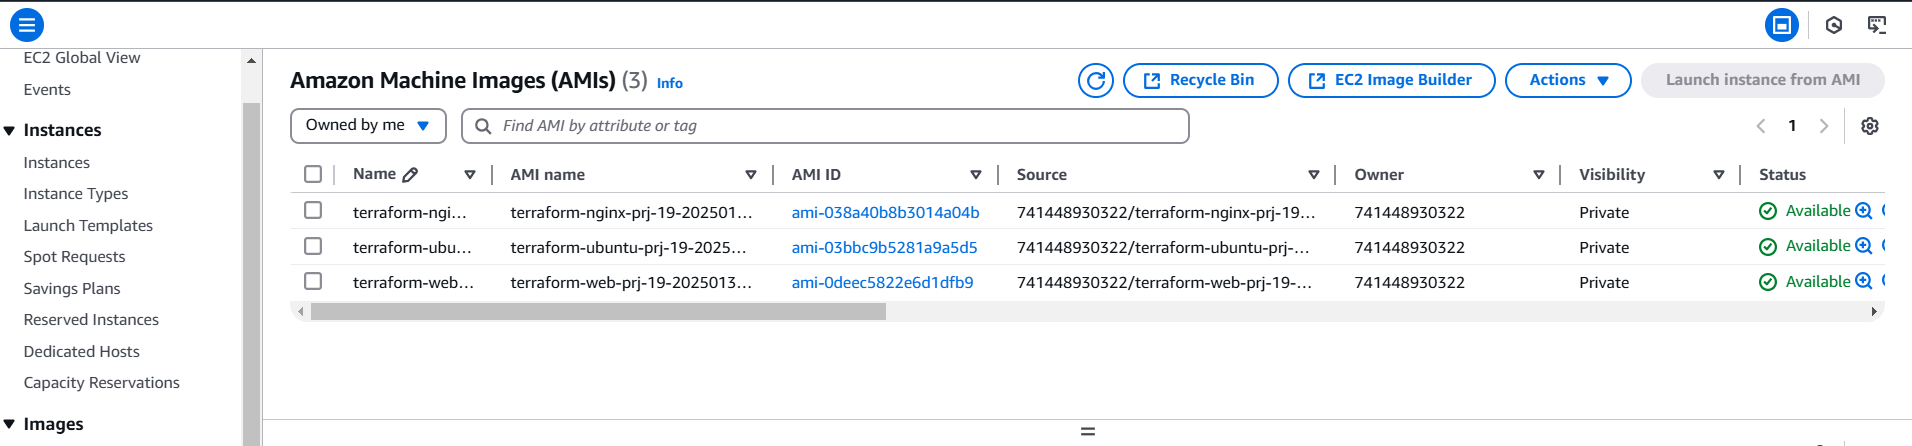 EC2 Global View
Events
Instances
Instances
Instance Types
Launch Templates
Spot Requests
Savings Plans
Reserved Instances
Dedicated Hosts
Capacity Reservations
Images
Amazon Machine Images (AMIs) (3) Info
Recycle Bin
EC2 Image Builder
Actions
Launch instance from AMI
Owned by me
Find AMI by attribute or tag
1
Name AMI name AMI ID Source Owner Visibility Status
terraform-ngi... terraform-nginx-prj-19-202501... ami-038a40b8b3014a04b 741448930322/terraform-nginx-prj-19... 741448930322 Private Available
terraform-ubu... terraform-ubuntu-prj-19-2025... ami-03bbc9b5281a9a5d5 741448930322/terraform-ubuntu-prj-... 741448930322 Private Available
terraform-web... terraform-web-prj-19-2025013... ami-0deec5822e6d1dfb9 741448930322/terraform-web-prj-19-... 741448930322 Private Available